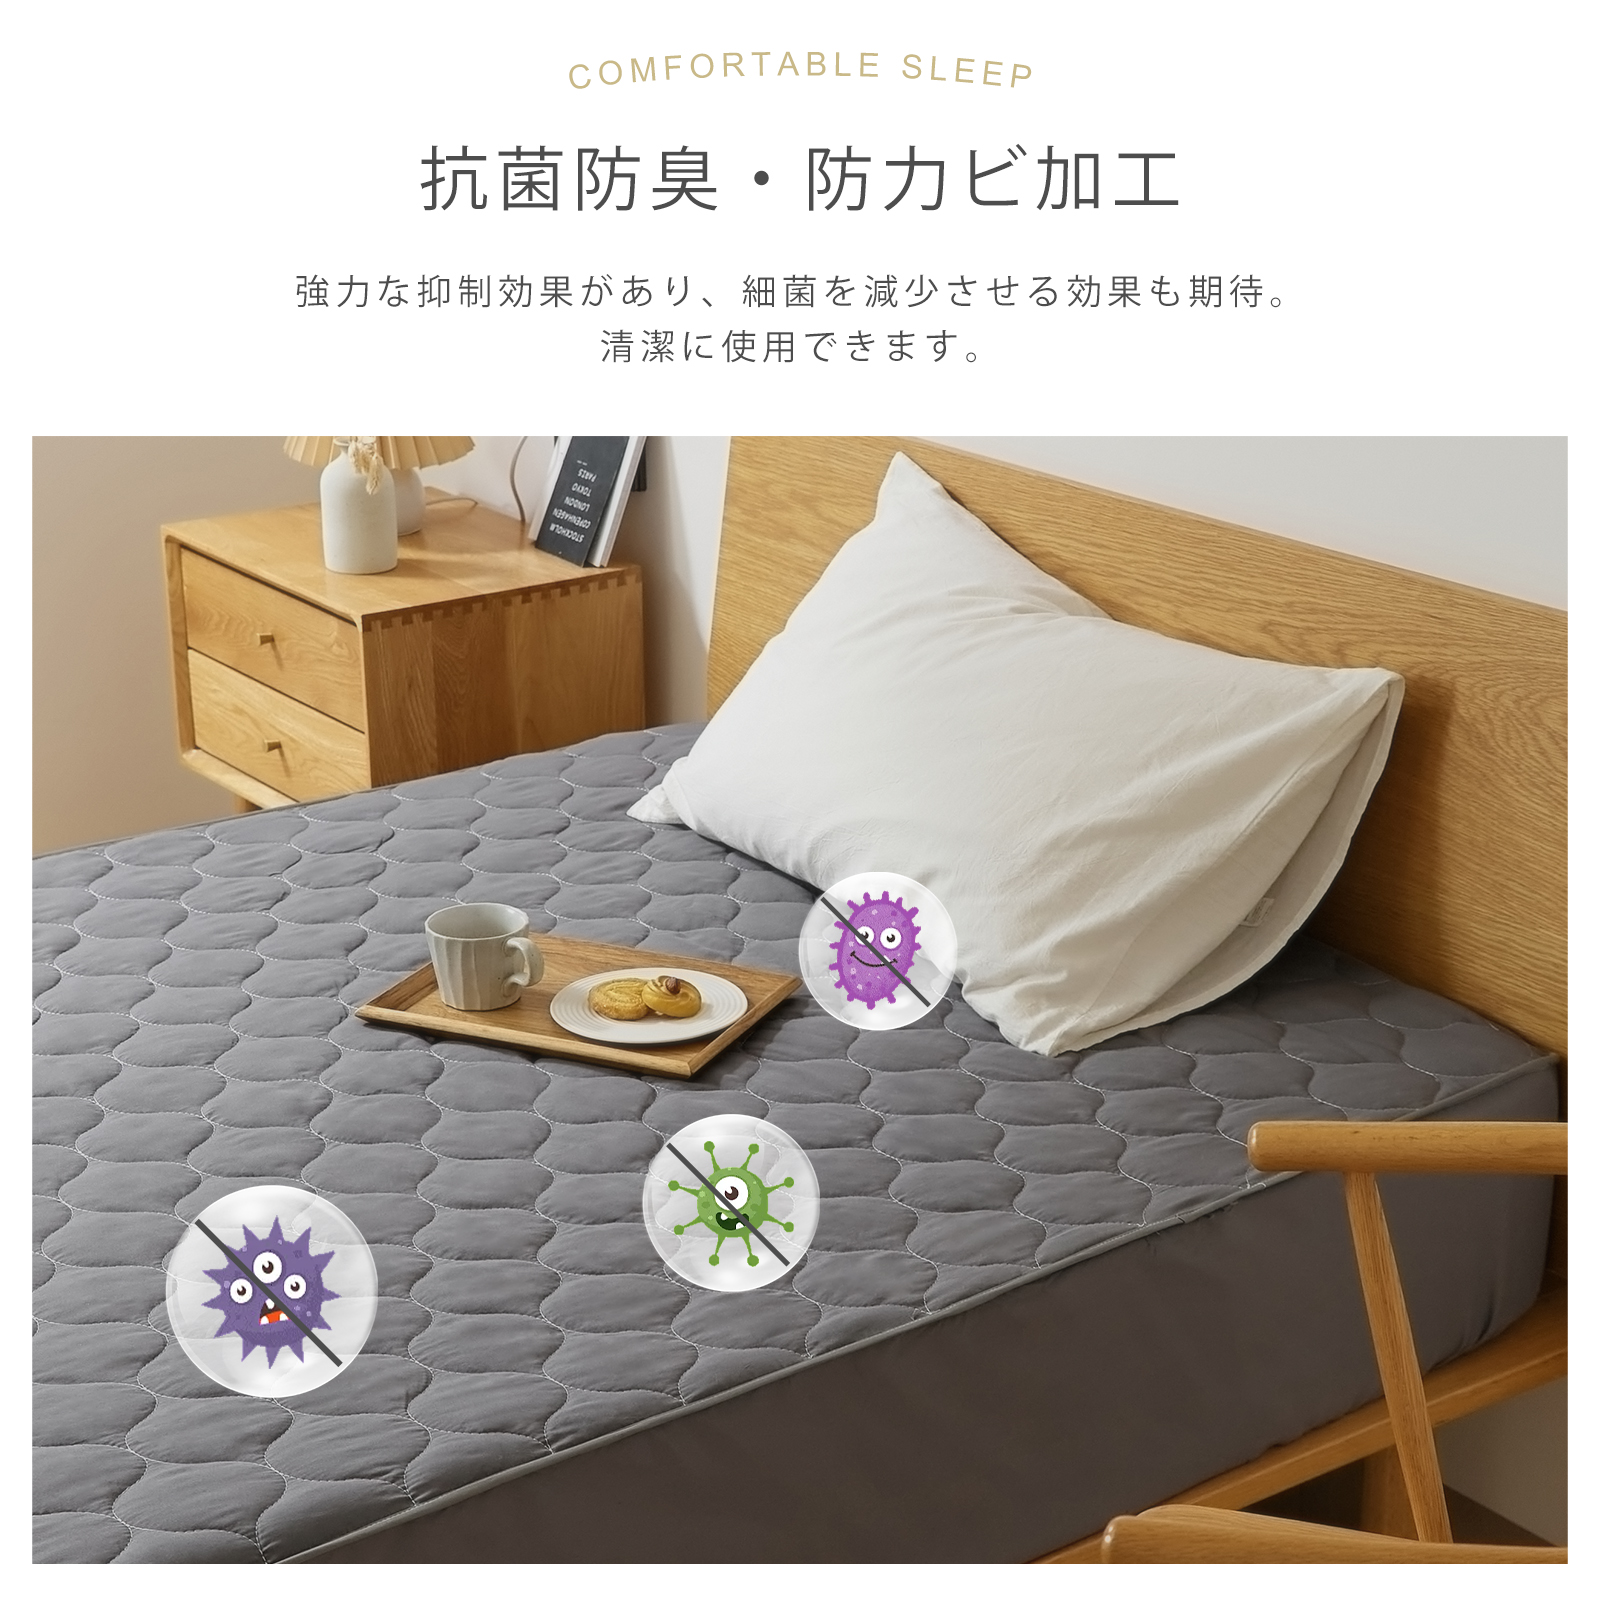 COMFORTABLE SLEEP
抗菌防臭・防カビ加工
強力な抑制効果があり、細菌を減少させる効果も期待。
清潔に使用できます。
STOCKHOLM
COPENHAGEN
LONDON
TOKYO
PARIS